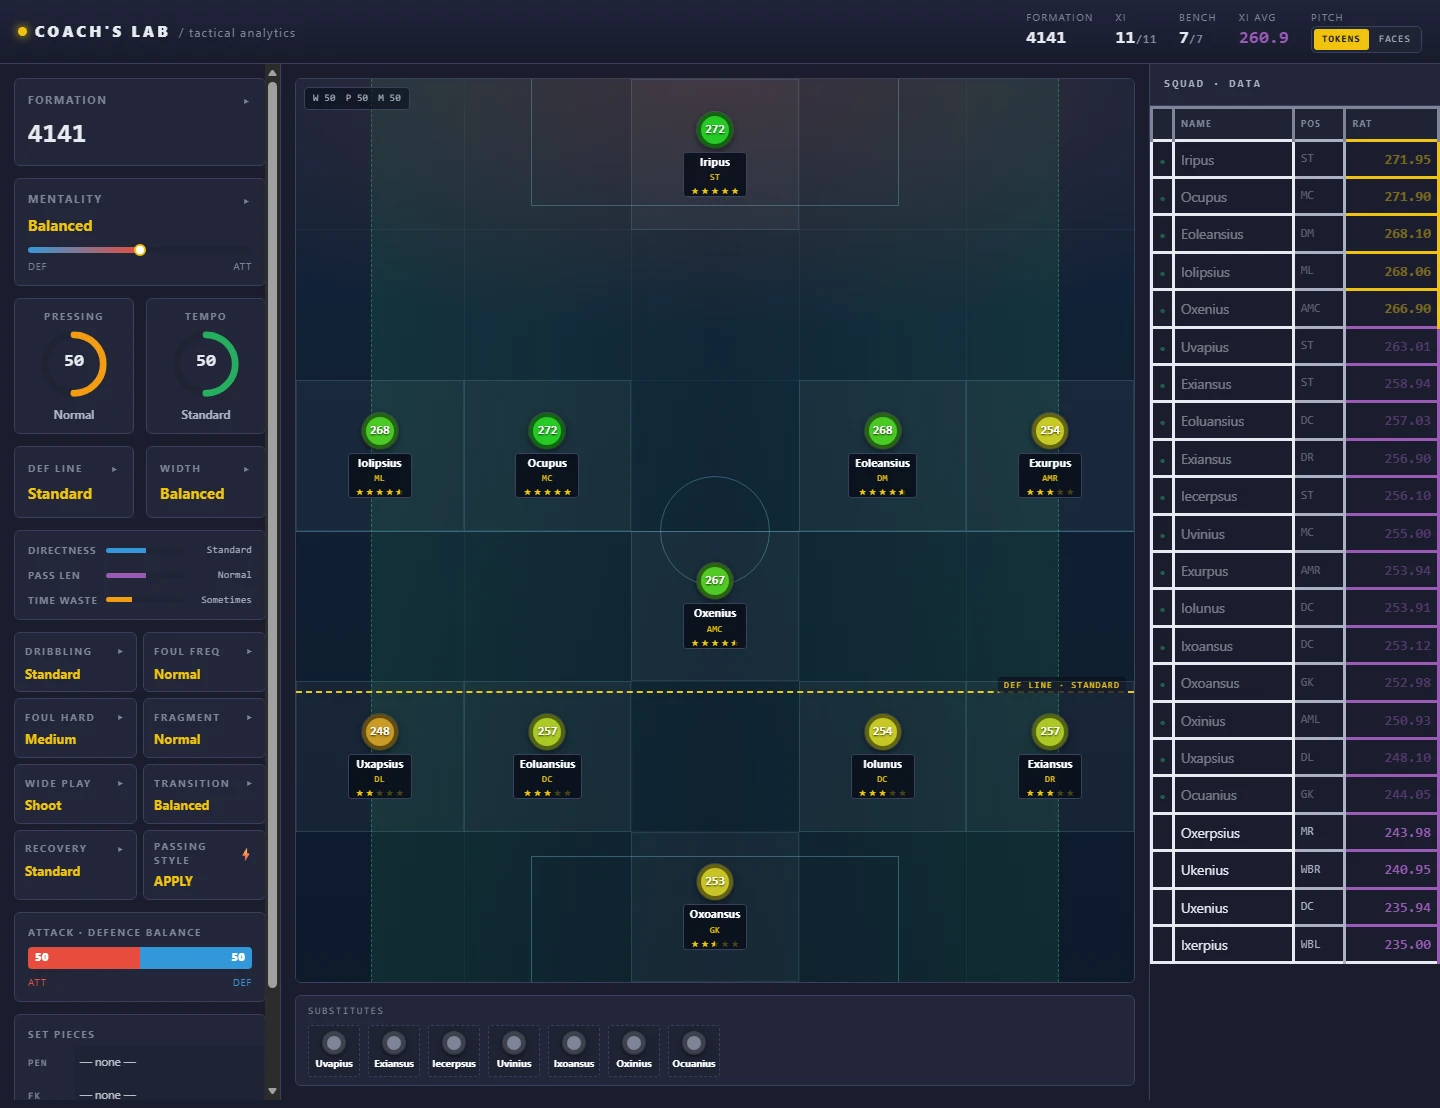 COACH'S LAB / tactical analytics
FORMATION
4141
XI
11/11
BENCH
7/7
XI AVG
260.9
PITCH
TOKENS FACES
FORMATION
4141
MENTALITY
Balanced
DEF ATT
PRESSING
50
Normal
TEMPO
50
Standard
DEF LINE
Standard
WIDTH
Balanced
DIRECTNESS Standard
PASS LEN Normal
TIME WASTE Sometimes
DRIBBLING
Standard
FOUL FREQ
Normal
FOUL HARD
Medium
FRAGMENT
Normal
WIDE PLAY
Shoot
TRANSITION
Balanced
RECOVERY
Standard
PASSING STYLE
APPLY
ATTACK · DEFENCE BALANCE
50 50
ATT DEF
SET PIECES
PEN — none —
FK — none —
W 50 P 50 M 50
272
Iripus
ST
268
Iolipsius
ML
272
Ocupus
MC
268
Eoleansius
DM
254
Exurpus
AMR
267
Oxenius
AMC
DEF LINE · STANDARD
248
Uxapsius
DL
257
Eoluansius
DC
254
Iolunus
DC
257
Exiansus
DR
253
Oxoansus
GK
SUBSTITUTES
Uvapius
Exiansus
Iecerpsus
Uvinius
Ixoansus
Oxinius
Ocuanius
SQUAD · DATA
NAME POS RAT
Iripus ST 271.95
Ocupus MC 271.90
Eoleansius DM 268.10
Iolipsius ML 268.06
Oxenius AMC 266.90
Uvapius ST 263.01
Exiansus ST 258.94
Eoluansius DC 257.03
Exiansus DR 256.90
Iecerpsus ST 256.10
Uvinius MC 255.00
Exurpus AMR 253.94
Iolunus DC 253.91
Ixoansus DC 253.12
Oxoansus GK 252.98
Oxinius AML 250.93
Uxapsius DL 248.10
Ocuanius GK 244.05
Oxerpsius MR 243.98
Ukenius WBR 240.95
Uxenius DC 235.94
Ixerpius WBL 235.00